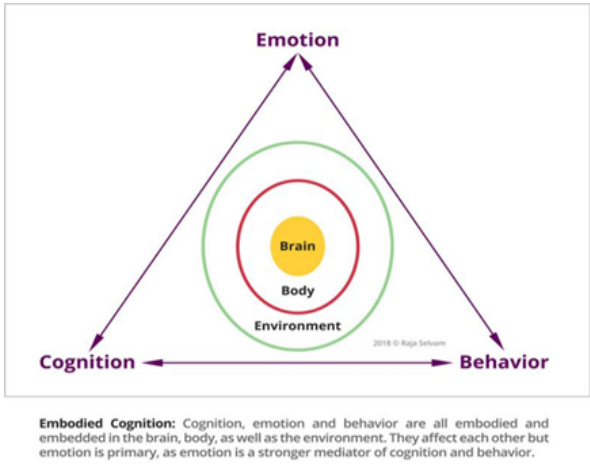 Emotion
Brain
Body
Environment
2018 © Raja Selvam
Cognition
Behavior
Embodied Cognition: Cognition, emotion and behavior are all embodied and
embedded in the brain, body, as well as the environment. They affect each other but
emotion is primary, as emotion is a stronger mediator of cognition and behavior.